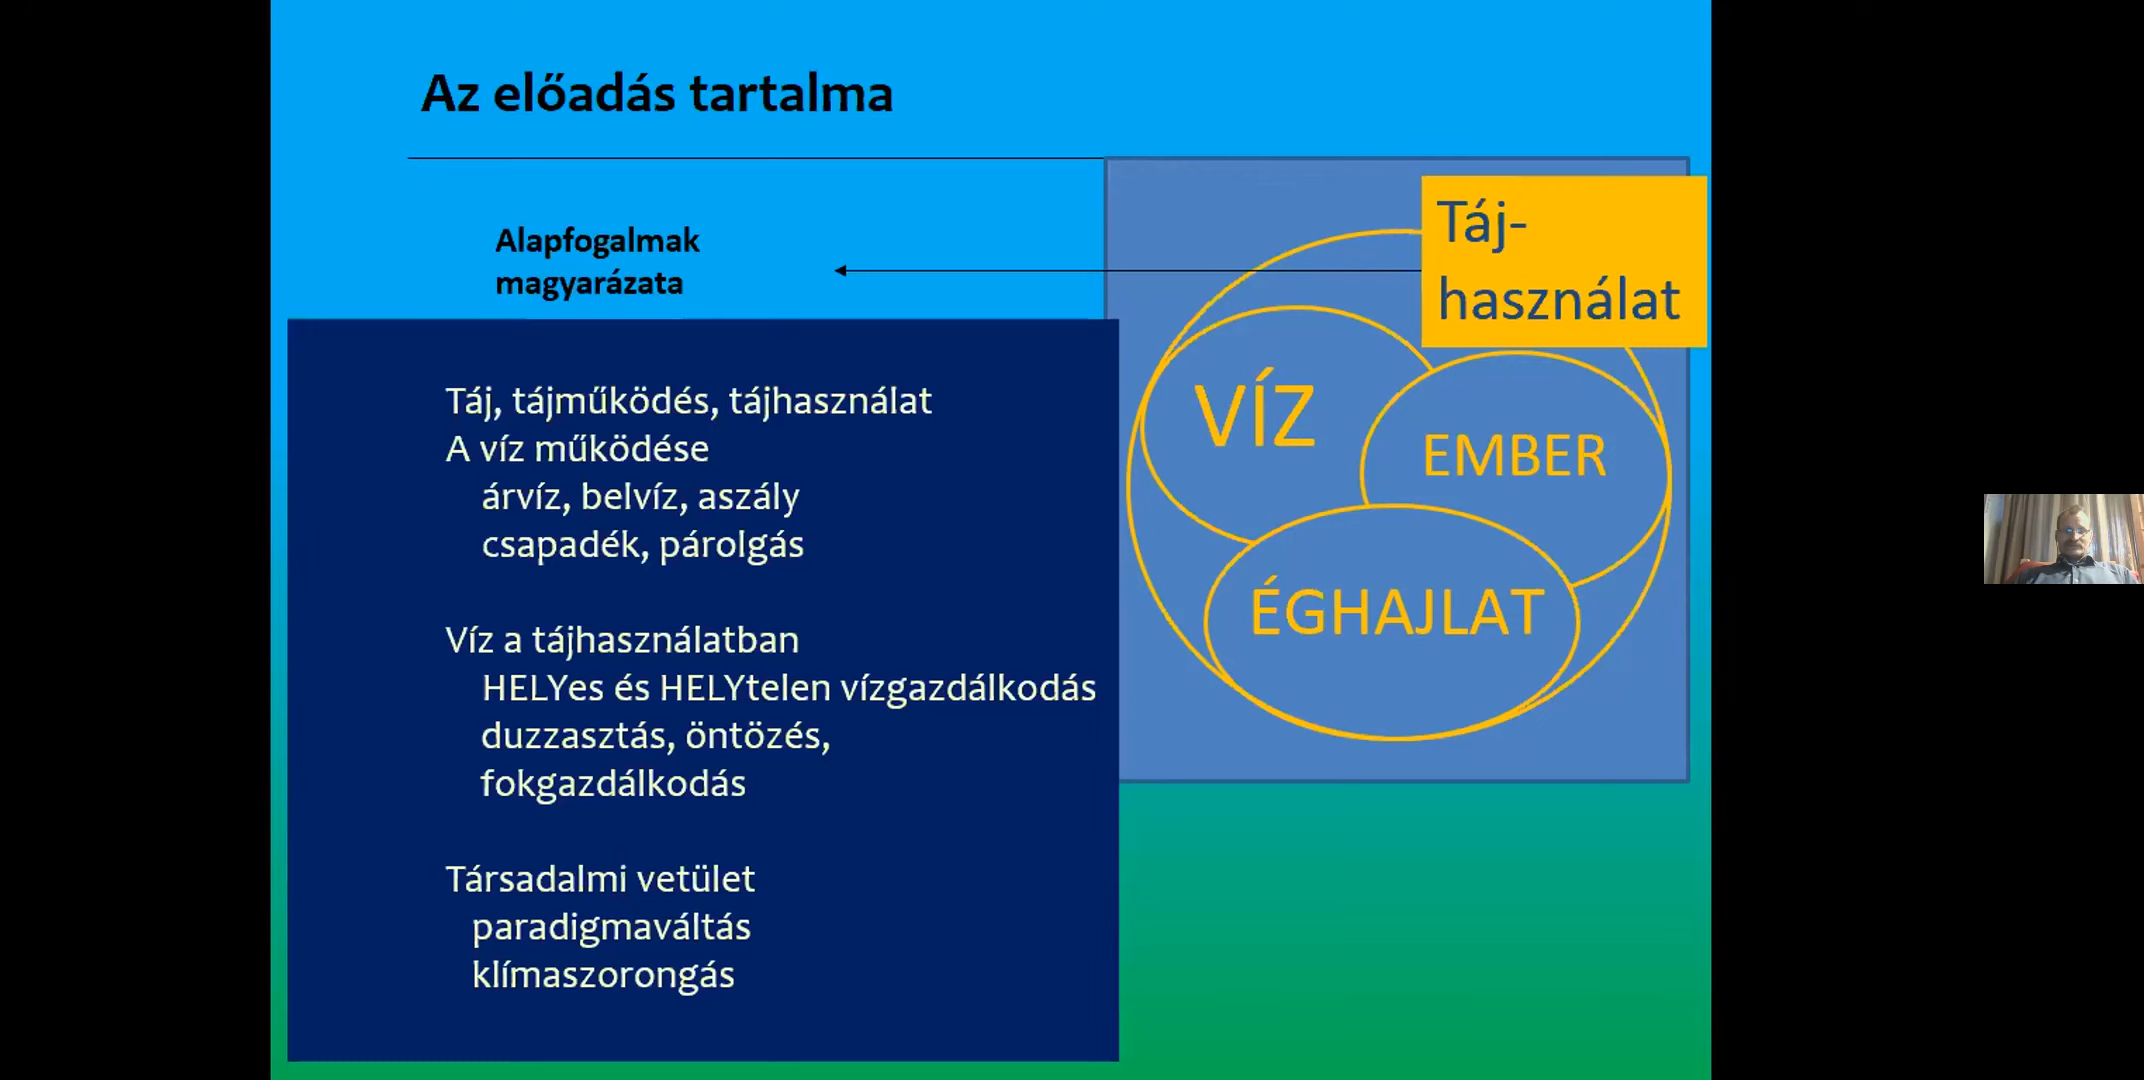 Az előadás tartalma
Alapfogalmak
magyarázata
Táj-
használat
VÍZ
EMBER
ÉGHAJLAT
Táj, tájműködés, tájhasználat
A víz működése
árvíz, belvíz, aszály
csapadék, párolgás
Víz a tájhasználatban
HELYes és HELYtelen vízgazdálkodás
duzzasztás, öntözés,
fokgazdálkodás
Társadalmi vetület
paradigmaváltás
klímaszorongás